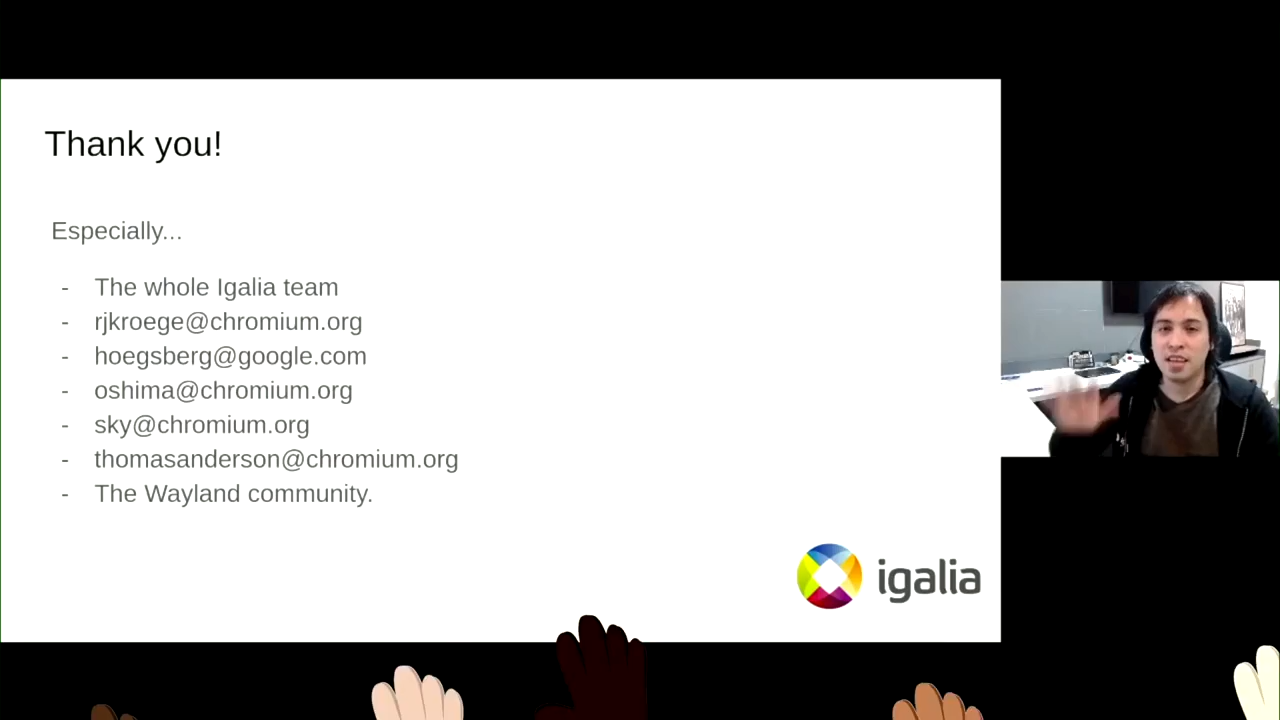 Thank you!
Especially...
- The whole Igalia team
- rjkroege@chromium.org
- hoegsberg@google.com
- oshima@chromium.org
- sky@chromium.org
- thomasanderson@chromium.org
- The Wayland community.
igalia